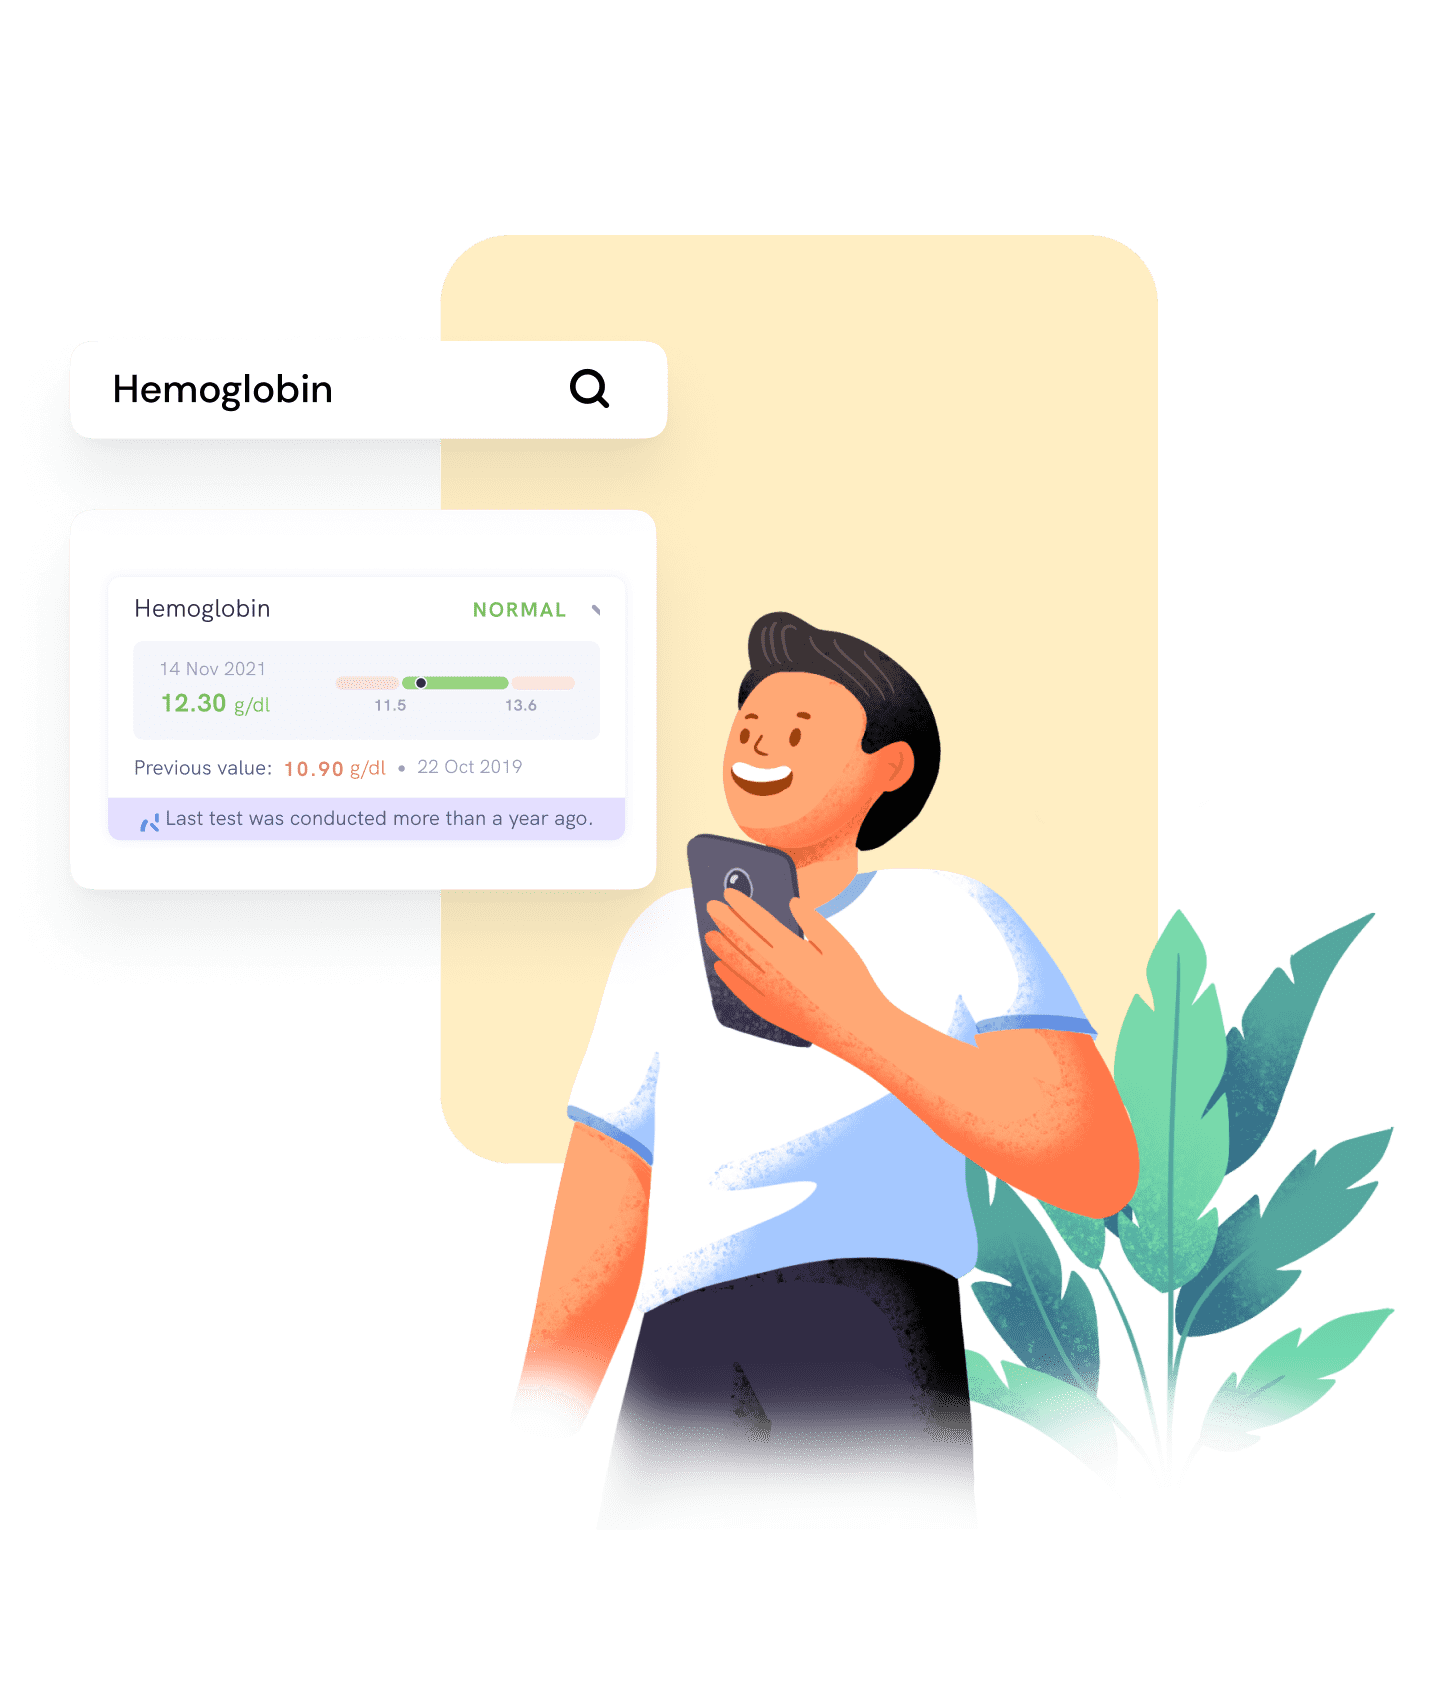 Hemoglobin
Hemoglobin NORMAL
14 Nov 2021
12.30 g/dl
11.5 13.6
Previous value: 10.90 g/dl • 22 Oct 2019
Last test was conducted more than a year ago.